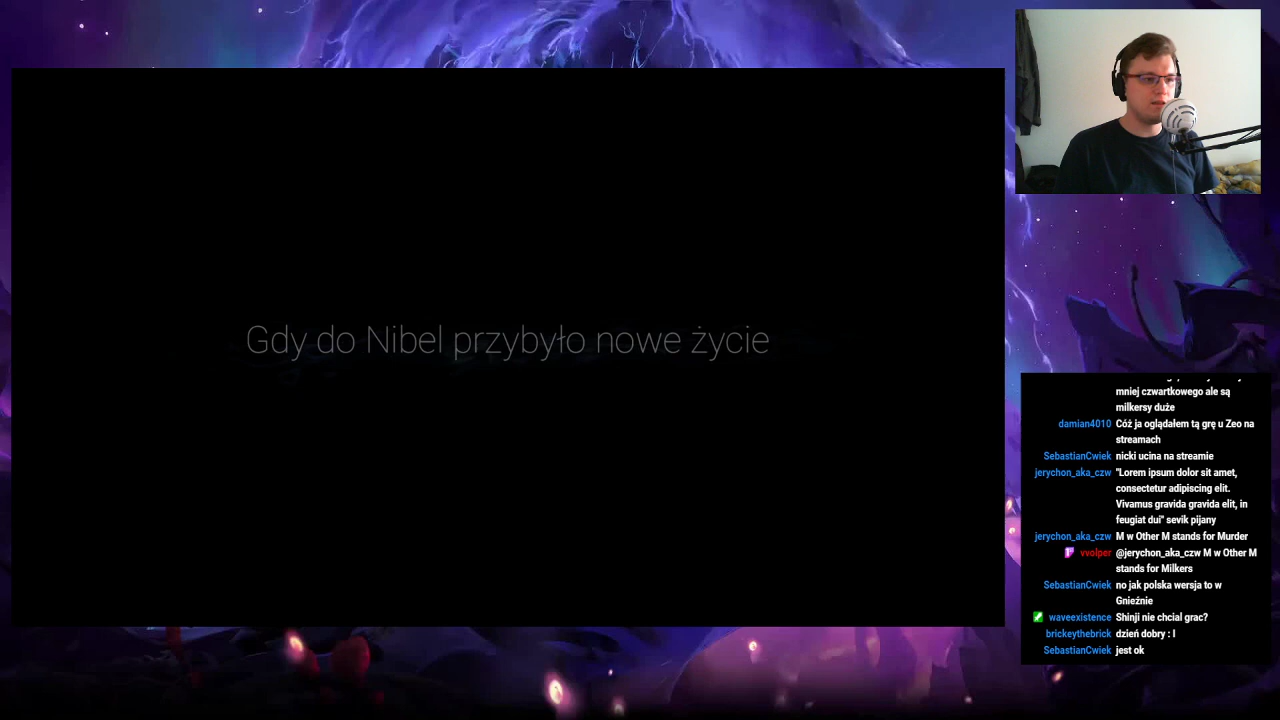 Gdy do Nibel przybyło nowe życie
mniej czwartkowego ale są
milkersy duże
damian4010 Cóż ja oglądałem tą grę u Zeo na
streamach
SebastianCwiek nicki ucina na streamie
jerychon_aka_czw "Lorem ipsum dolor sit amet,
consectetur adipiscing elit.
Vivamus gravida gravida elit, in
feugiat dui" sevik pijany
jerychon_aka_czw M w Other M stands for Murder
vvolper @jerychon_aka_czw M w Other M
stands for Milkers
SebastianCwiek no jak polska wersja to w
Gnieźnie
waveexistence Shinji nie chcial grac?
brickeythebrick dzień dobry : I
SebastianCwiek jest ok